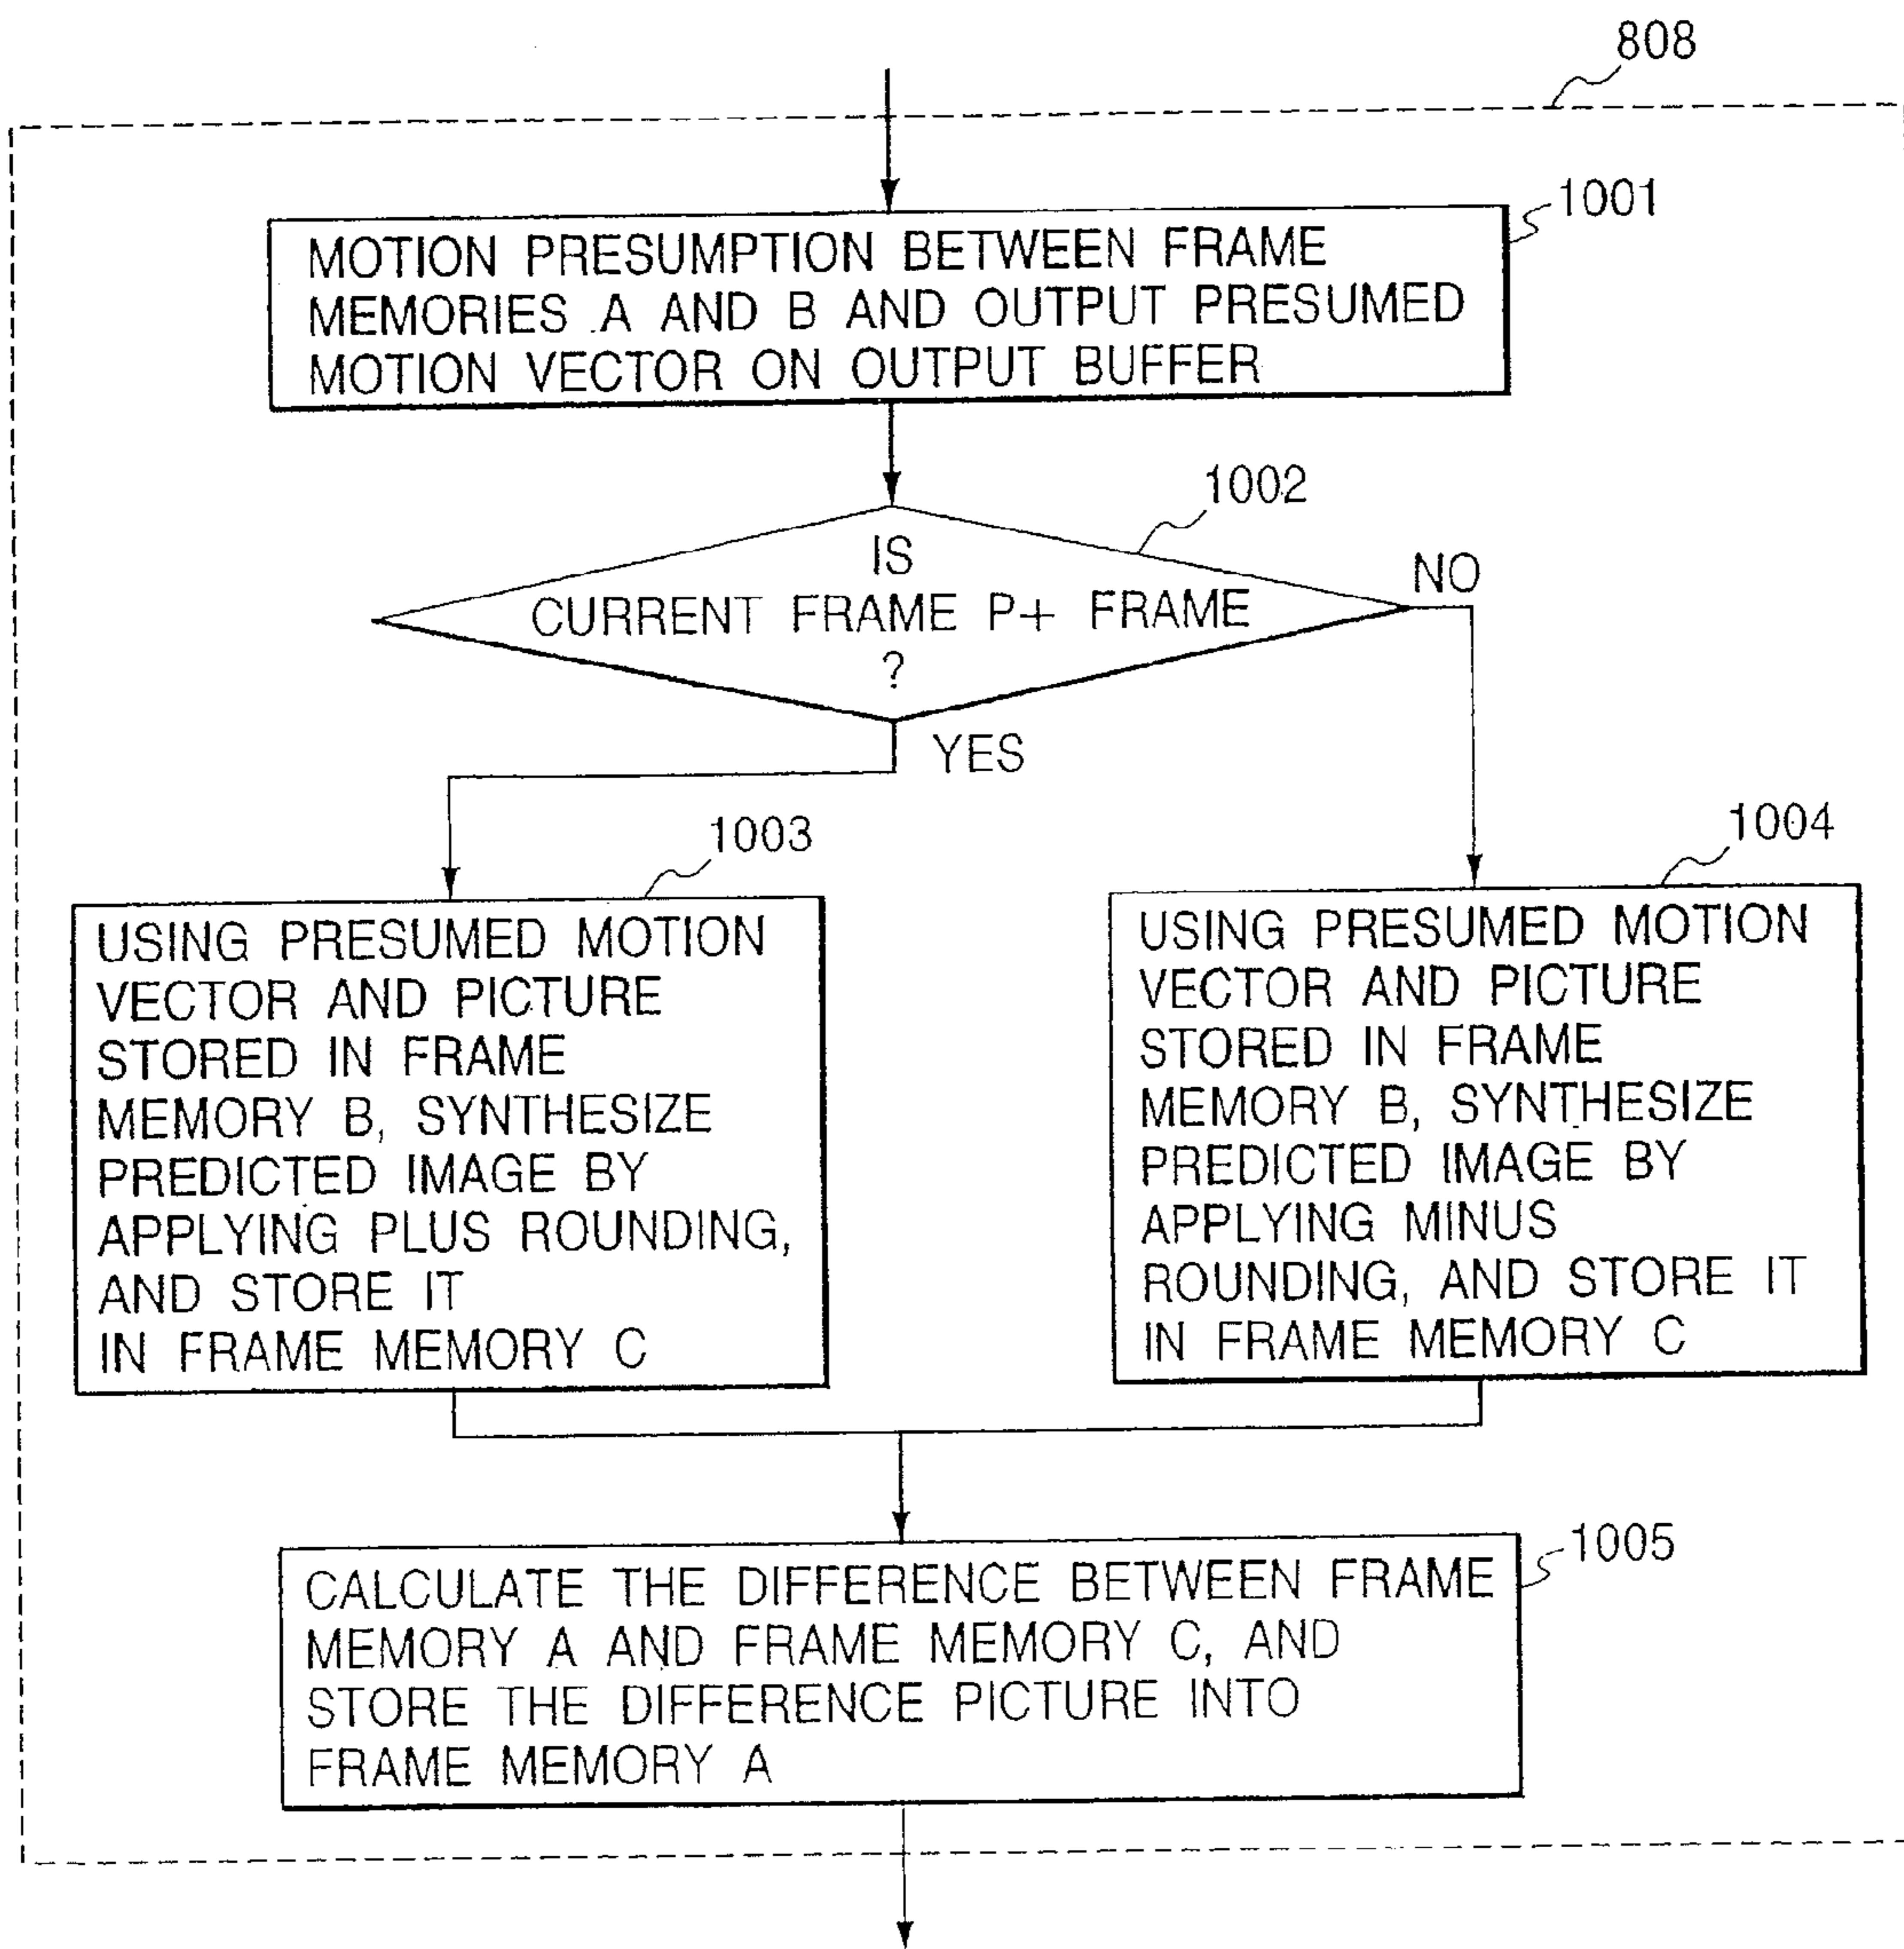 808
1001
MOTION PRESUMPTION BETWEEN FRAME
MEMORIES A AND B AND OUTPUT PRESUMED
MOTION VECTOR ON OUTPUT BUFFER
1002
IS
CURRENT FRAME P+ FRAME
?
NO
YES
1003
USING PRESUMED MOTION
VECTOR AND PICTURE
STORED IN FRAME
MEMORY B, SYNTHESIZE
PREDICTED IMAGE BY
APPLYING PLUS ROUNDING,
AND STORE IT
IN FRAME MEMORY C
1004
USING PRESUMED MOTION
VECTOR AND PICTURE
STORED IN FRAME
MEMORY B, SYNTHESIZE
PREDICTED IMAGE BY
APPLYING MINUS
ROUNDING, AND STORE IT
IN FRAME MEMORY C
1005
CALCULATE THE DIFFERENCE BETWEEN FRAME
MEMORY A AND FRAME MEMORY C, AND
STORE THE DIFFERENCE PICTURE INTO
FRAME MEMORY A